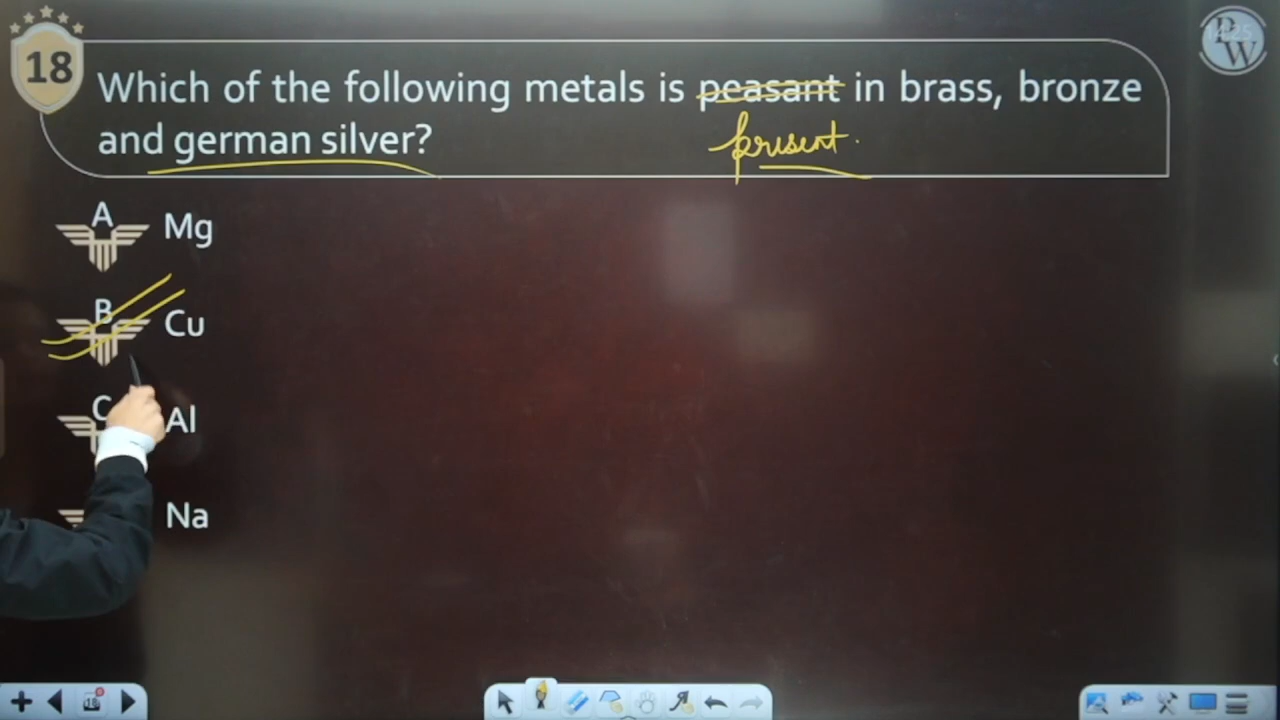 18
Which of the following metals is peasant in brass, bronze
and german silver?
present.
A Mg
B Cu
C Al
Na
PW
18